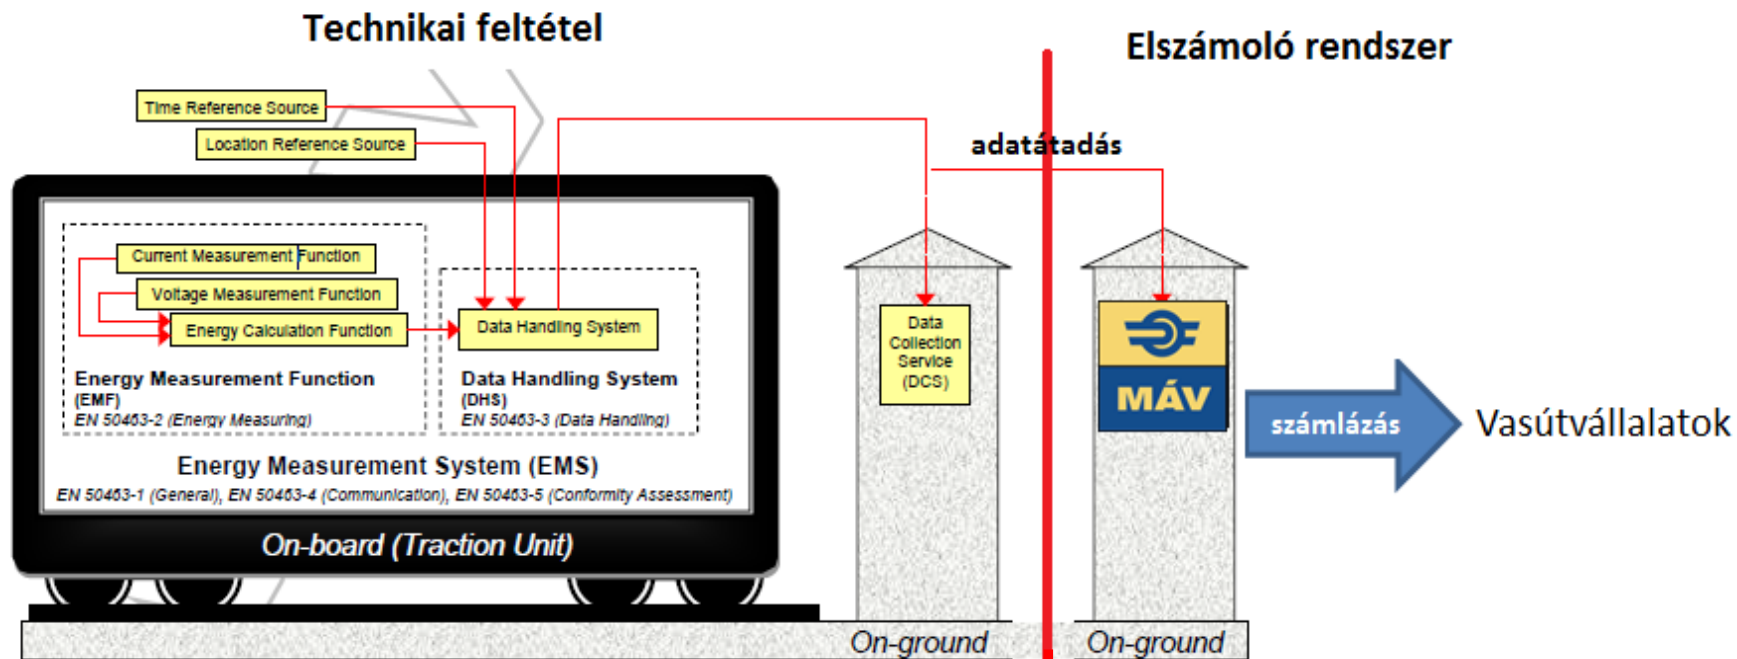 Technikai feltétel
Elszámoló rendszer
Time Reference Source
Location Reference Source
adatátadás
Current Measurement Function
Voltage Measurement Function
Energy Calculation Function
Data Handling System
Energy Measurement Function
(EMF)
EN 50463-2 (Energy Measuring)
Data Handling System
(DHS)
EN 50463-3 (Data Handling)
Energy Measurement System (EMS)
EN 50463-1 (General), EN 50463-4 (Communication), EN 50463-5 (Conformity Assessment)
On-board (Traction Unit)
Data
Collection
Service
(DCS)
MÁV
számlázás
Vasútvállalatok
On-ground
On-ground